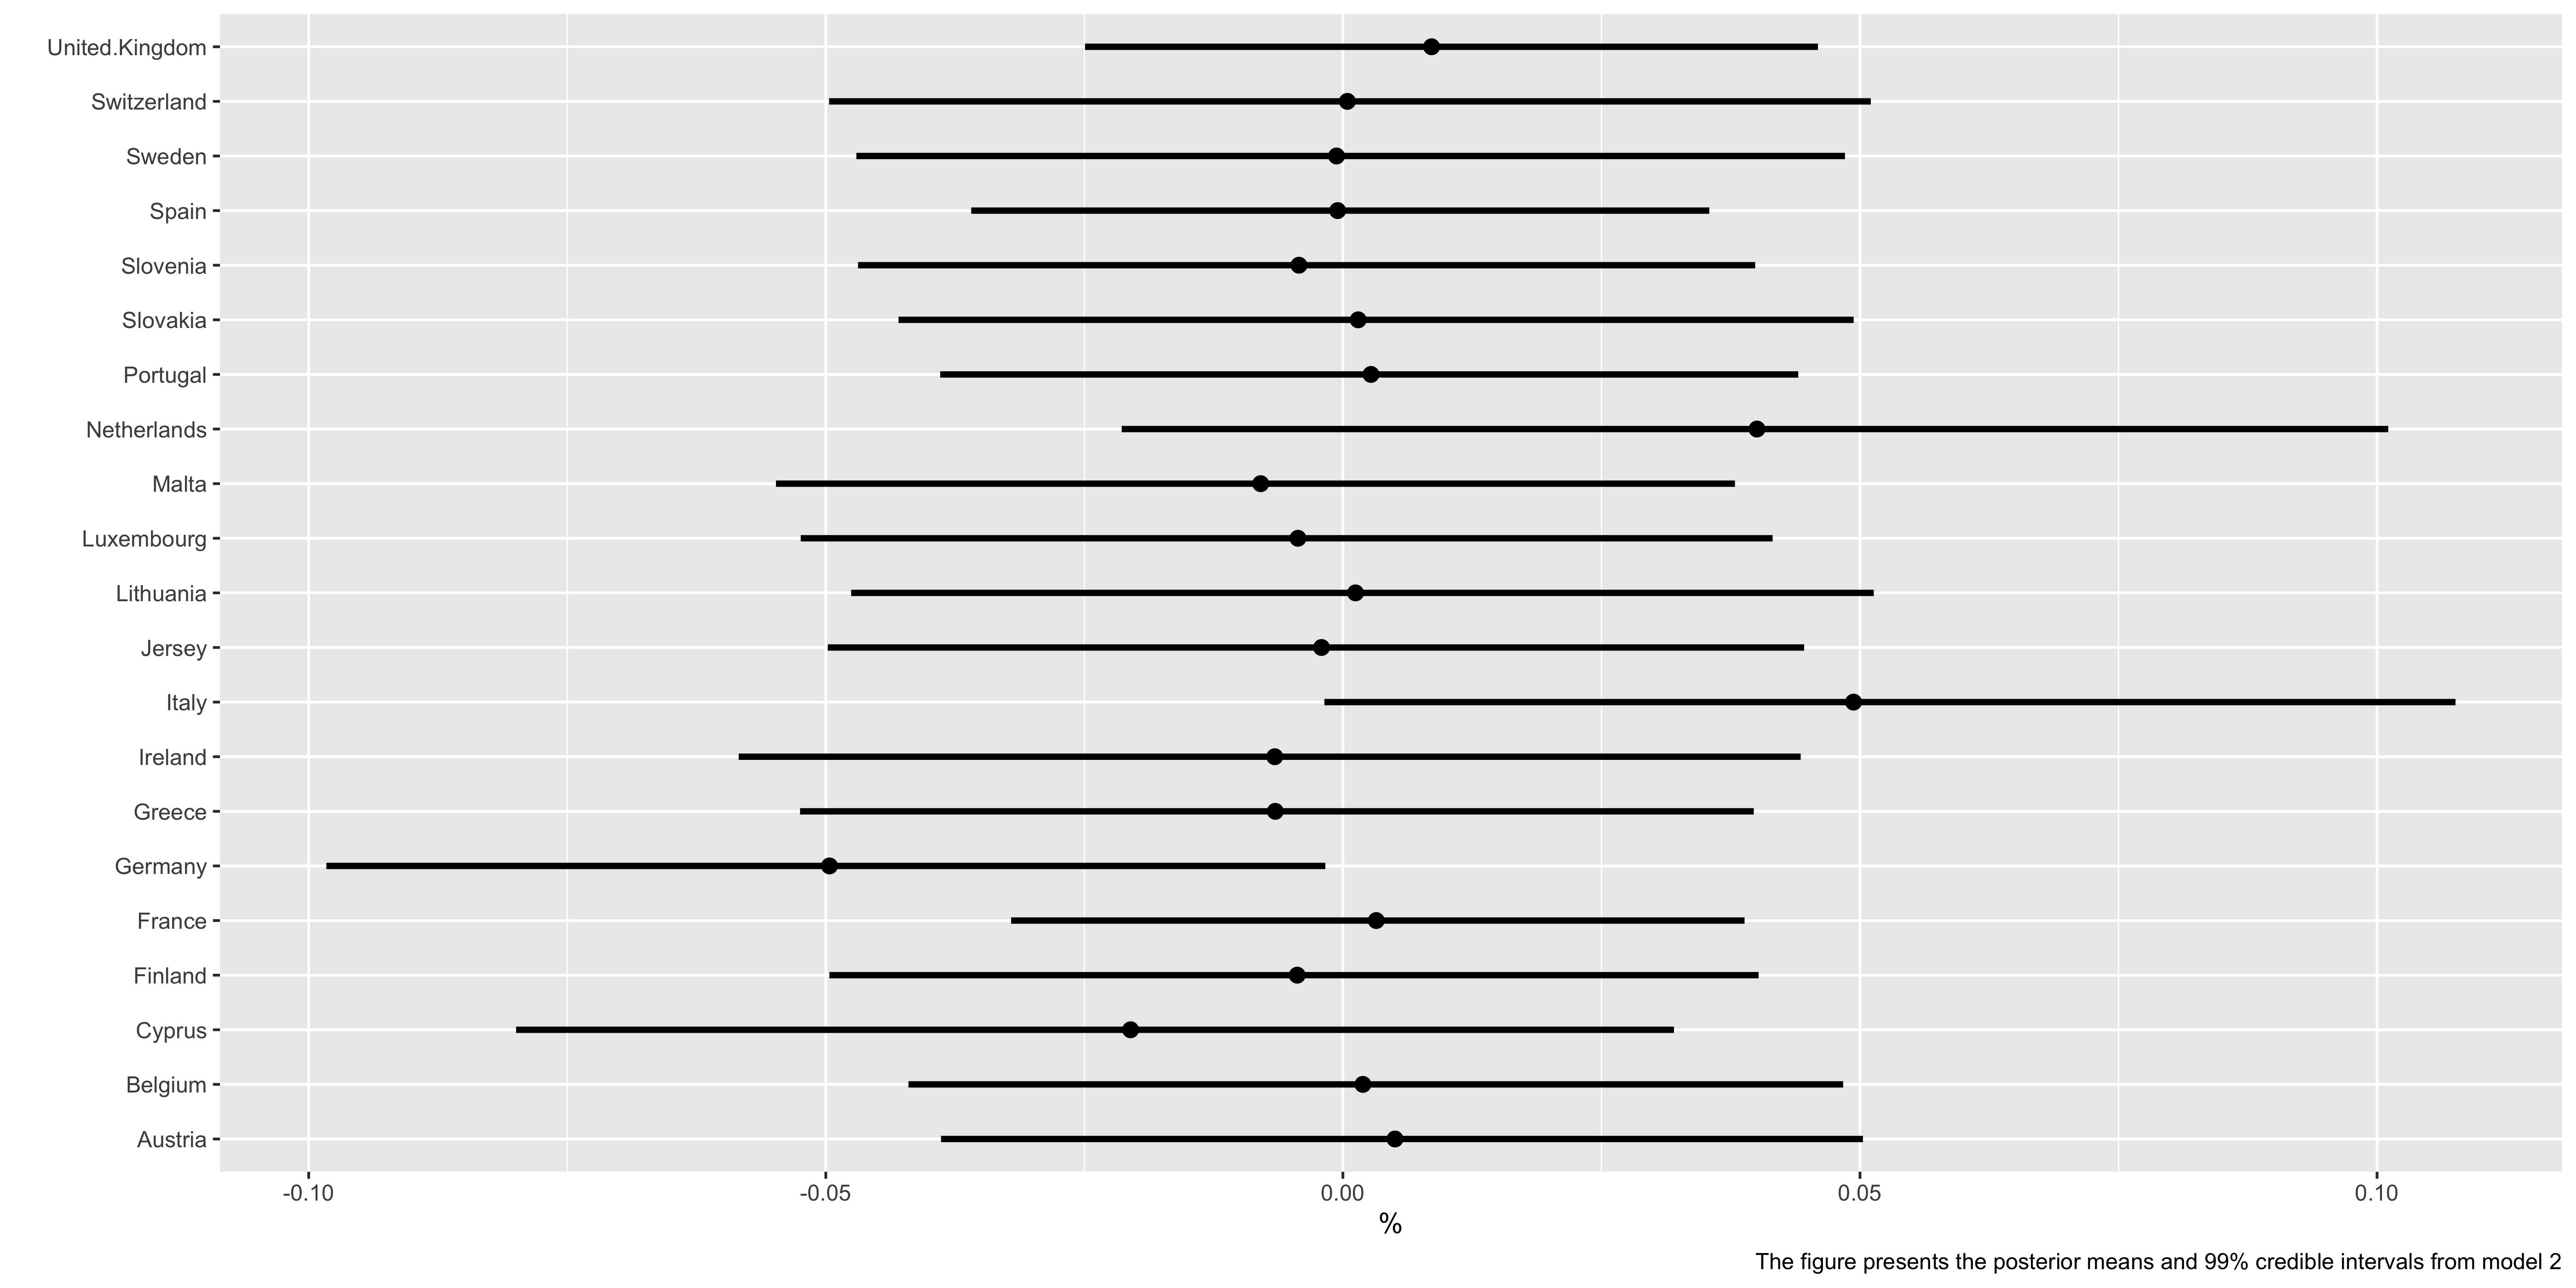 United.Kingdom
Switzerland
Sweden
Spain
Slovenia
Slovakia
Portugal
Netherlands
Malta
Luxembourg
Lithuania
Jersey
Italy
Ireland
Greece
Germany
France
Finland
Cyprus
Belgium
Austria
-0.10 -0.05 0.00 0.05 0.10
%
The figure presents the posterior means and 99% credible intervals from model 2